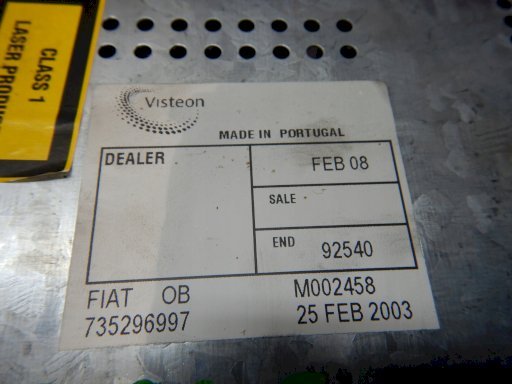 CLASS 1
LASER PRODU
Visteon
MADE IN PORTUGAL
DEALER
FEB 08
SALE
END 92540
FIAT OB M002458
735296997 25 FEB 2003